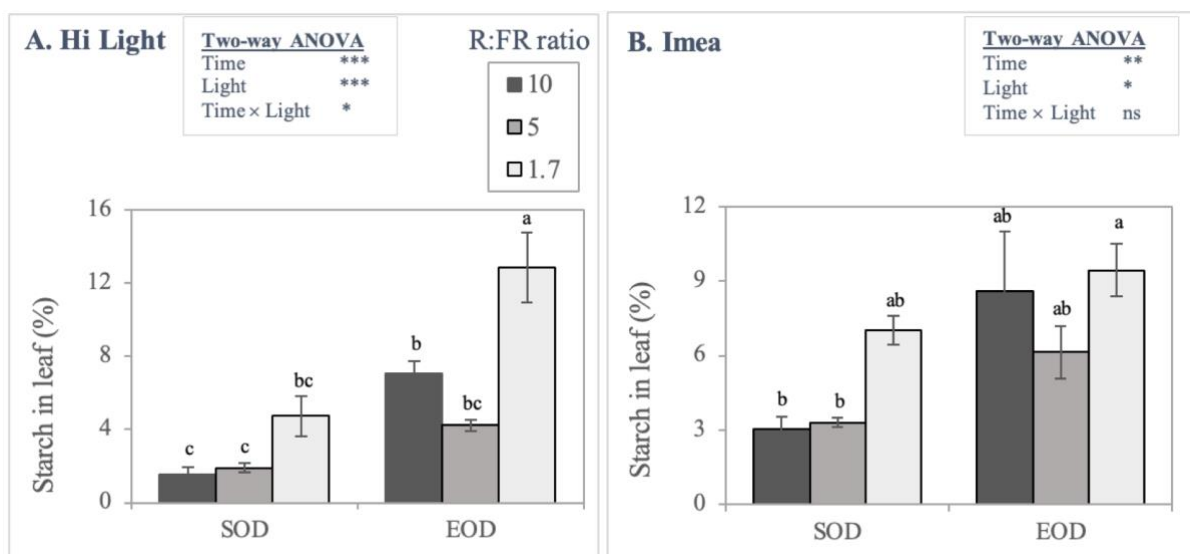 A. Hi Light
Two-way ANOVA
Time ***
Light ***
Time × Light *
R:FR ratio
10
5
1.7
Starch in leaf (%)
16
12
8
4
0
c
c
bc
b
bc
a
SOD
EOD
B. Imea
Two-way ANOVA
Time **
Light *
Time × Light ns
Starch in leaf (%)
12
9
6
3
0
b
b
ab
ab
ab
a
SOD
EOD